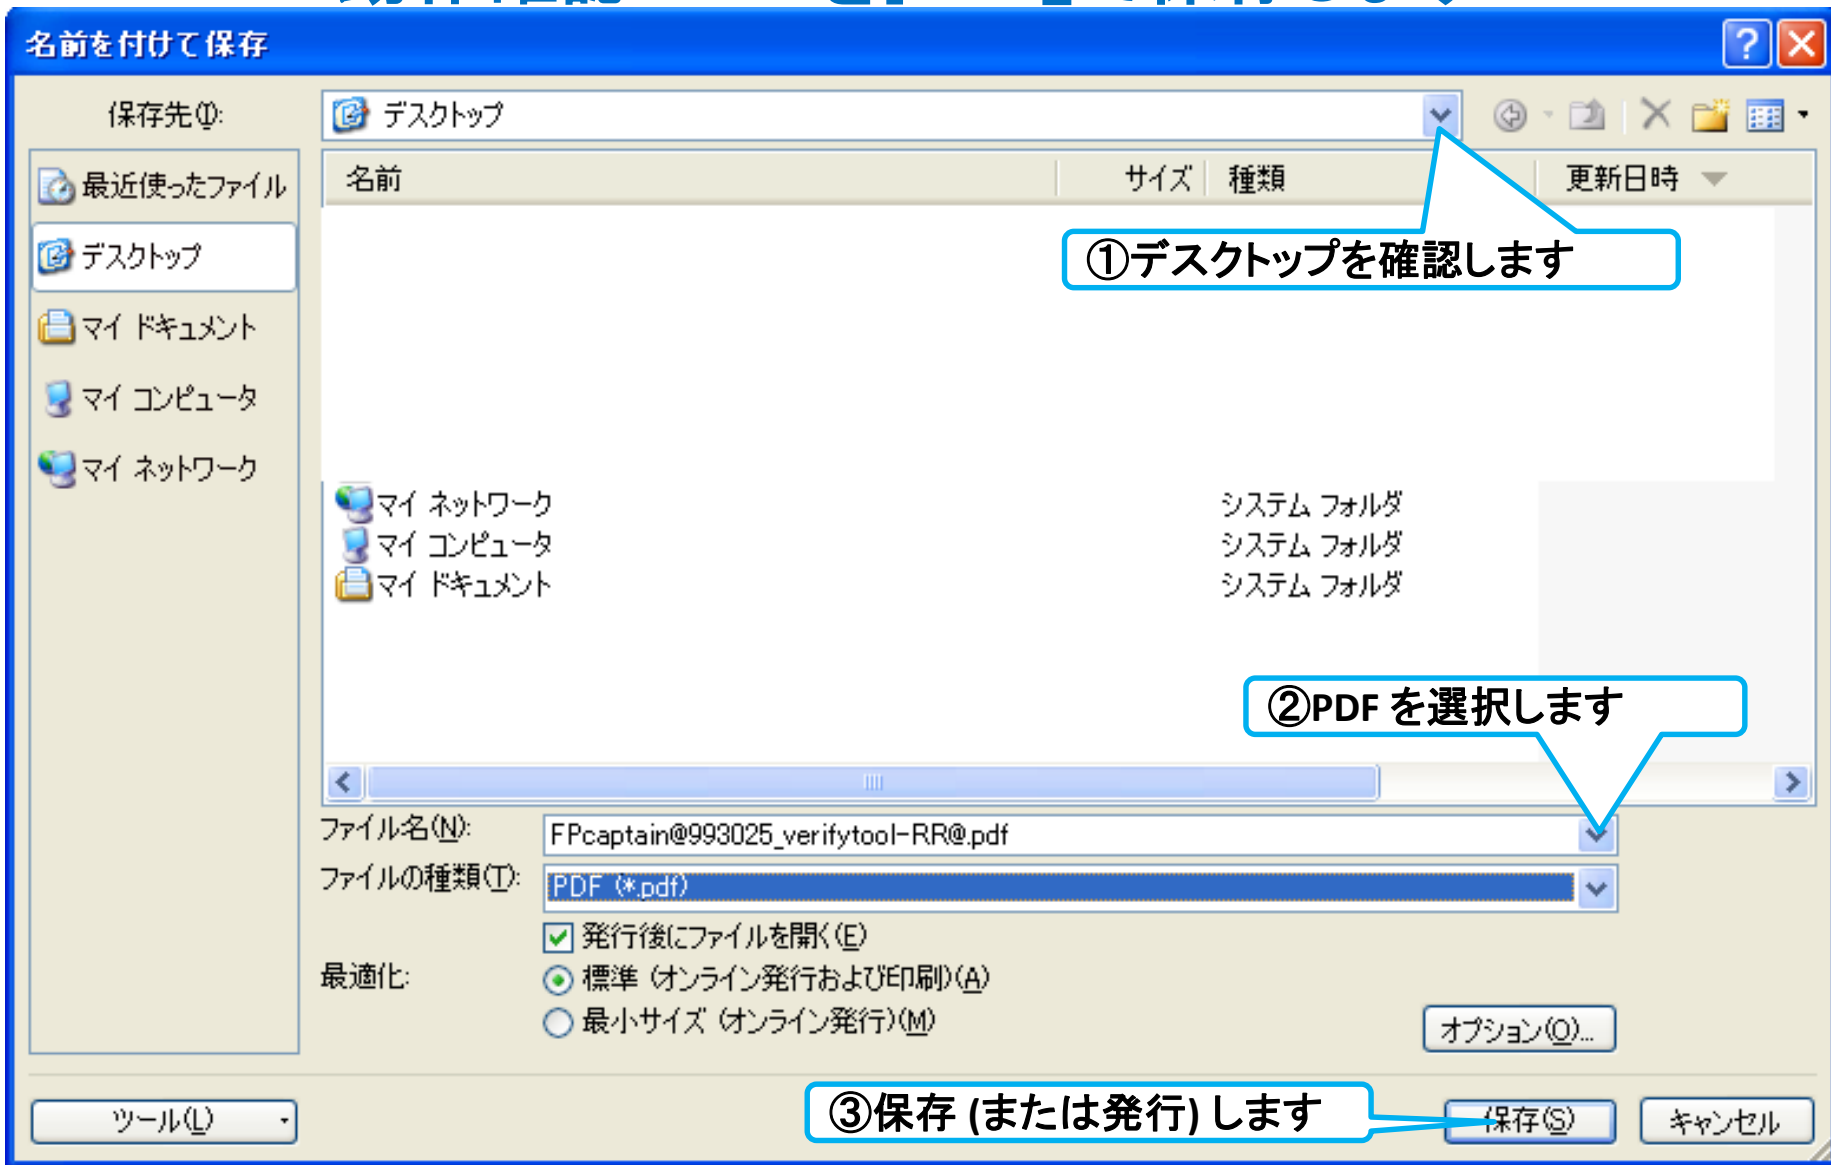 名前を付けて保存
保存先(I):
デスクトップ
最近使ったファイル
デスクトップ
マイ ドキュメント
マイ コンピュータ
マイ ネットワーク
名前 サイズ 種類 更新日時
①デスクトップを確認します
マイ ネットワーク システム フォルダ
マイ コンピュータ システム フォルダ
マイ ドキュメント システム フォルダ
②PDF を選択します
ファイル名(N): FPcaptain@993025_verifytool-RR@.pdf
ファイルの種類(T): PDF (*.pdf)
発行後にファイルを開く(E)
最適化: 標準 (オンライン発行および印刷)(A)
最小サイズ (オンライン発行)(M)
オプション(O)...
ツール(L)
③保存 (または発行) します
保存(S)
キャンセル